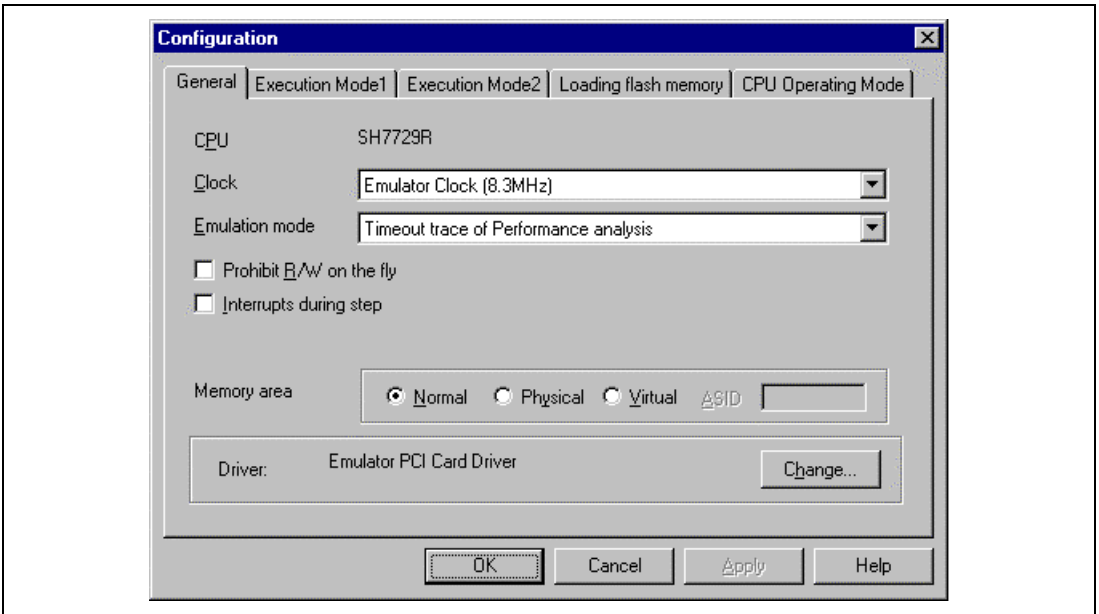 Configuration
General Execution Mode1 Execution Mode2 Loading flash memory CPU Operating Mode
CPU SH7729R
Clock Emulator Clock (8.3MHz)
Emulation mode Timeout trace of Performance analysis
Prohibit R/W on the fly
Interrupts during step
Memory area Normal Physical Virtual ASID
Driver: Emulator PCI Card Driver Change...
OK Cancel Apply Help